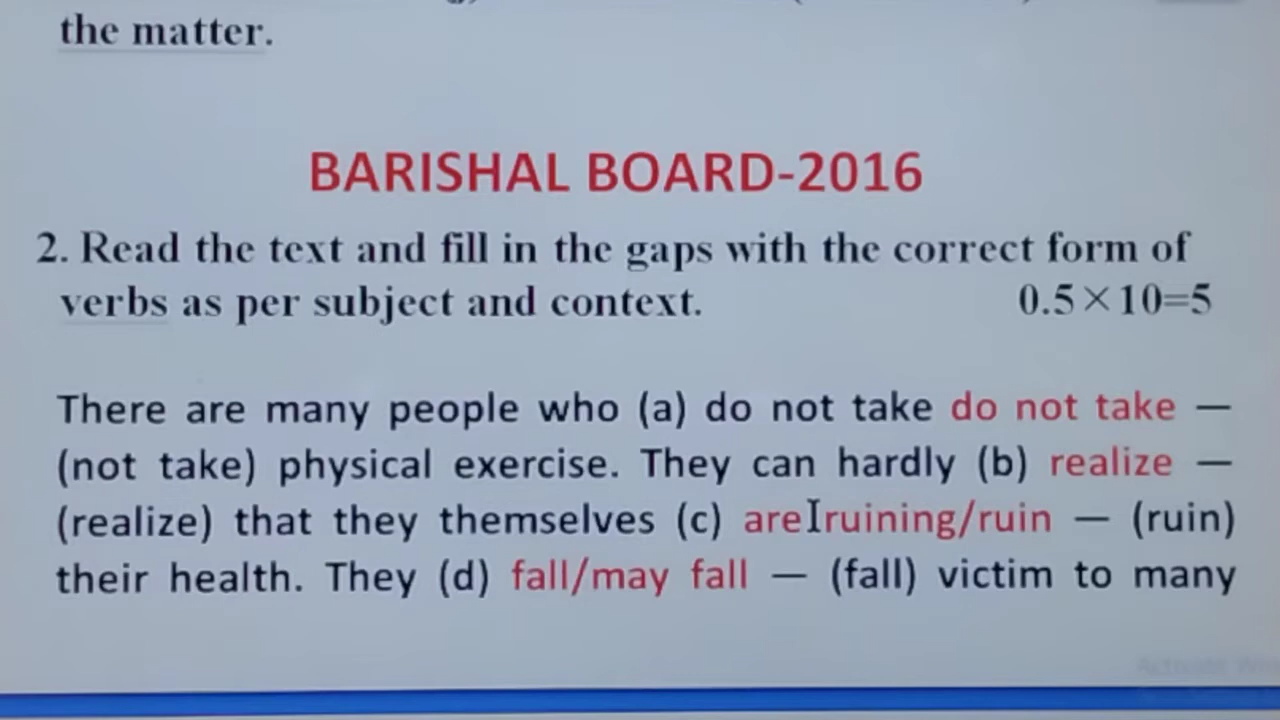 the matter.
BARISHAL BOARD-2016
2. Read the text and fill in the gaps with the correct form of
verbs as per subject and context. 0.5×10=5
There are many people who (a) do not take do not take —
(not take) physical exercise. They can hardly (b) realize —
(realize) that they themselves (c) are ruining/ruin — (ruin)
their health. They (d) fall/may fall — (fall) victim to many